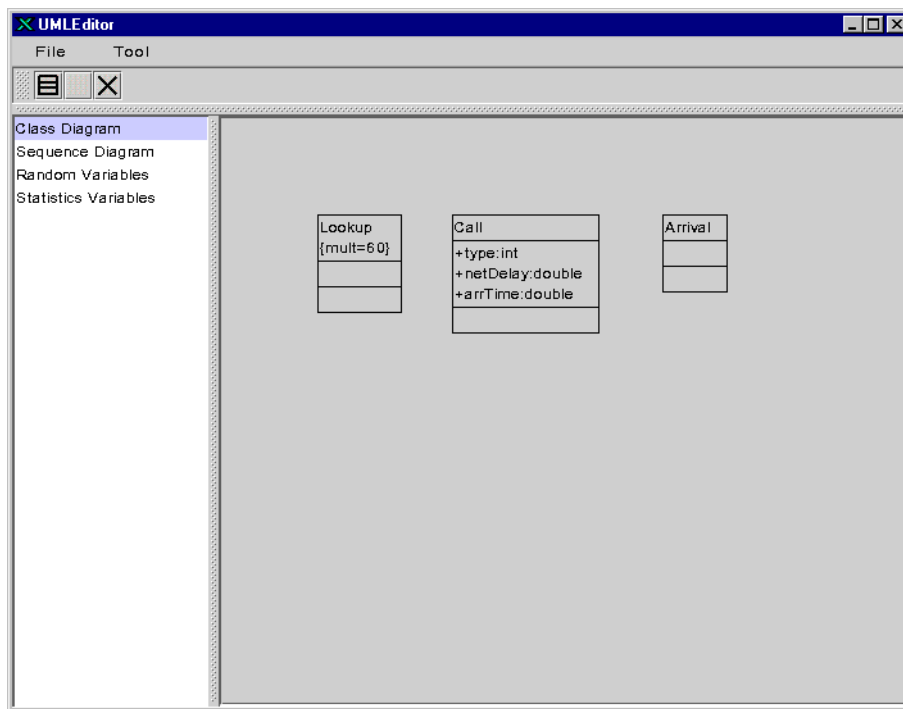 UMLEditor
File Tool
Class Diagram
Sequence Diagram
Random Variables
Statistics Variables
Lookup
{mult=60}
Call
+type:int
+netDelay:double
+arrTime:double
Arrival